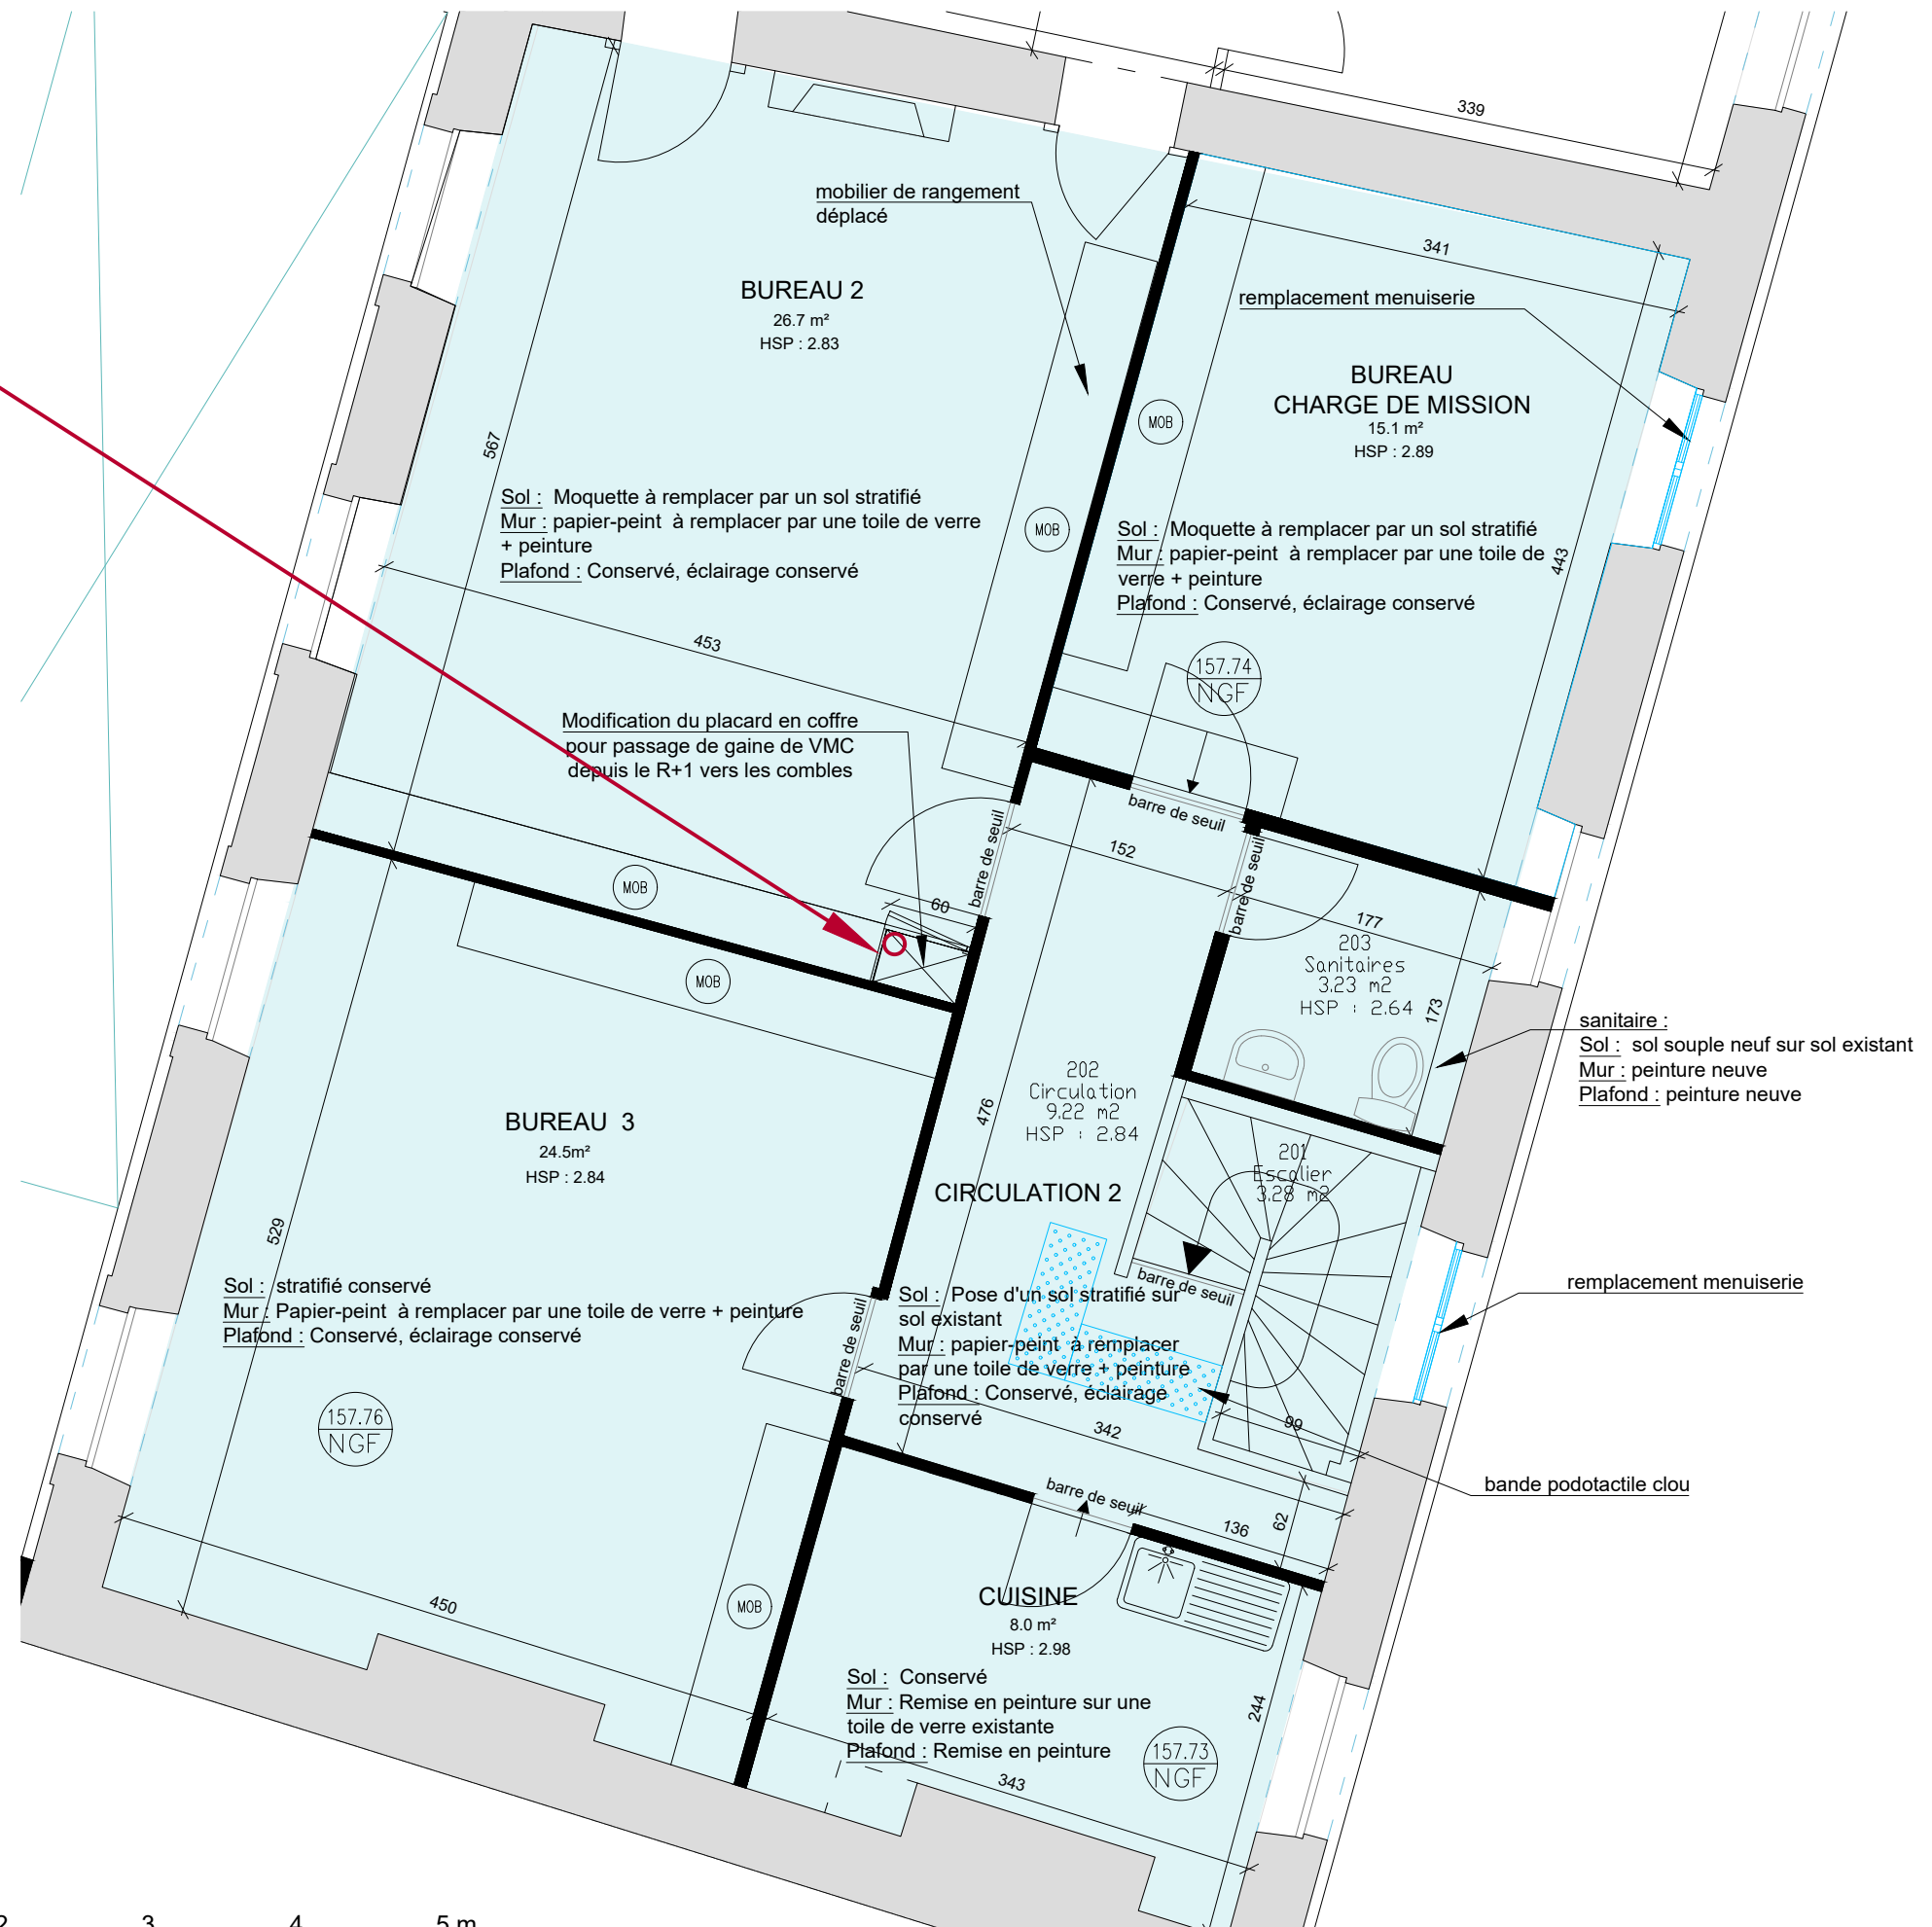 339
mobilier de rangement
déplacé
341
BUREAU 2
26.7 m²
HSP : 2.83
remplacement menuiserie
BUREAU
CHARGE DE MISSION
15.1 m²
HSP : 2.89
MOB
567
Sol : Moquette à remplacer par un sol stratifié
Mur : papier-peint à remplacer par une toile de verre
+ peinture
Plafond : Conservé, éclairage conservé
MOB
Sol : Moquette à remplacer par un sol stratifié
Mur : papier-peint à remplacer par une toile de
verre + peinture
Plafond : Conservé, éclairage conservé
443
453
157.74
NGF
Modification du placard en coffre
pour passage de gaine de VMC
depuis le R+1 vers les combles
barre de seuil
barre de seuil
152
barre de seuil
MOB
60
177
203
Sanitaires
3.23 m2
HSP : 2.64
173
MOB
sanitaire :
Sol : sol souple neuf sur sol existant
Mur : peinture neuve
Plafond : peinture neuve
202
Circulation
9.22 m2
HSP : 2.84
476
BUREAU 3
24.5m²
HSP : 2.84
201
Escalier
3.28 m2
CIRCULATION 2
529
barre de seuil
remplacement menuiserie
Sol : stratifié conservé
Mur : Papier-peint à remplacer par une toile de verre + peinture
Plafond : Conservé, éclairage conservé
barre de seuil
Sol : Pose d'un sol stratifié sur
sol existant
Mur : papier-peint à remplacer
par une toile de verre + peinture
Plafond : Conservé, éclairage
conservé
157.76
NGF
342
99
bande podotactile clou
barre de seuil
136
62
450
MOB
CUISINE
8.0 m²
HSP : 2.98
Sol : Conservé
Mur : Remise en peinture sur une
toile de verre existante
Plafond : Remise en peinture
244
157.73
NGF
343
2 3 4 5 m